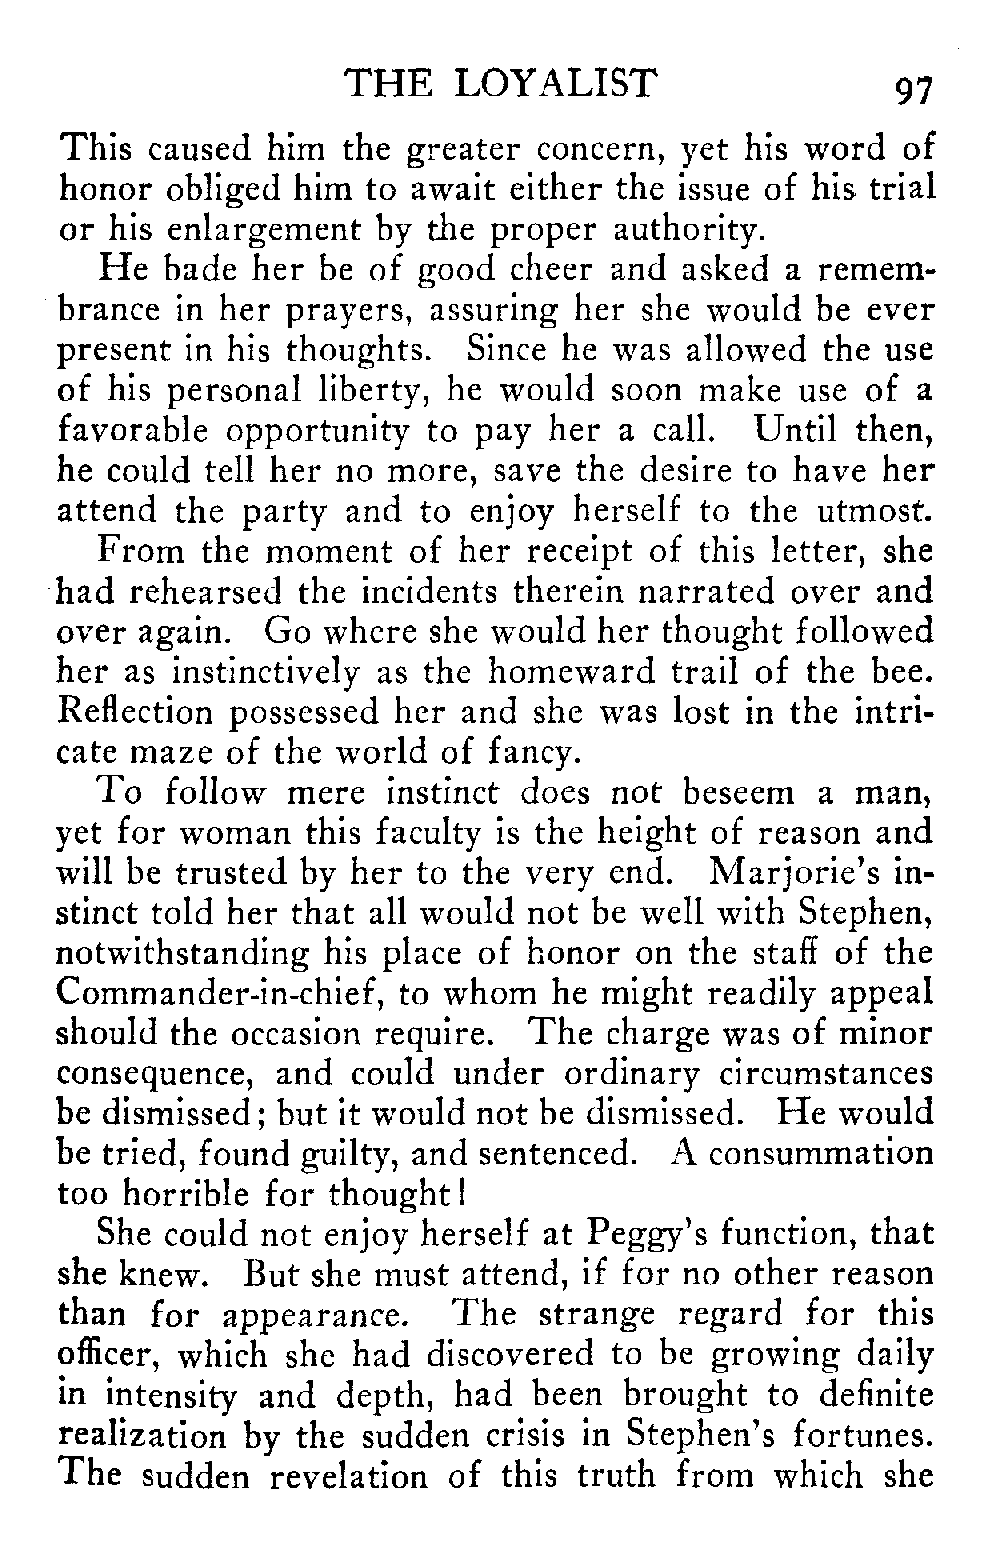 THE LOYALIST 97
This caused him the greater concern, yet his word of
honor obliged him to await either the issue of his trial
or his enlargement by the proper authority.
He bade her be of good cheer and asked a remem-
brance in her prayers, assuring her she would be ever
present in his thoughts. Since he was allowed the use
of his personal liberty, he would soon make use of a
favorable opportunity to pay her a call. Until then,
he could tell her no more, save the desire to have her
attend the party and to enjoy herself to the utmost.
From the moment of her receipt of this letter, she
had rehearsed the incidents therein narrated over and
over again. Go where she would her thought followed
her as instinctively as the homeward trail of the bee.
Reflection possessed her and she was lost in the intri-
cate maze of the world of fancy.
To follow mere instinct does not beseem a man,
yet for woman this faculty is the height of reason and
will be trusted by her to the very end. Marjorie's in-
stinct told her that all would not be well with Stephen,
notwithstanding his place of honor on the staff of the
Commander-in-chief, to whom he might readily appeal
should the occasion require. The charge was of minor
consequence, and could under ordinary circumstances
be dismissed; but it would not be dismissed. He would
be tried, found guilty, and sentenced. A consummation
too horrible for thought!
She could not enjoy herself at Peggy's function, that
she knew. But she must attend, if for no other reason
than for appearance. The strange regard for this
officer, which she had discovered to be growing daily
in intensity and depth, had been brought to definite
realization by the sudden crisis in Stephen's fortunes.
The sudden revelation of this truth from which she